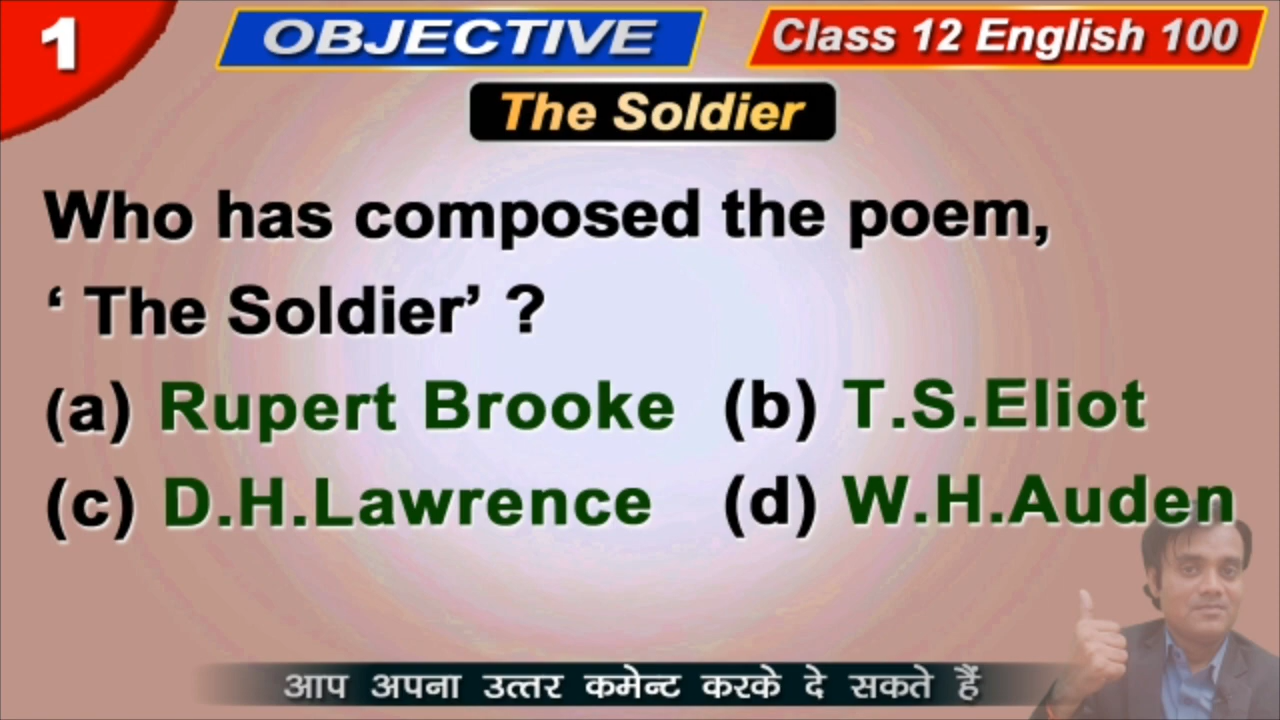 1
OBJECTIVE
Class 12 English 100
The Soldier
Who has composed the poem,
‘ The Soldier’ ?
(a) Rupert Brooke (b) T.S.Eliot
(c) D.H.Lawrence (d) W.H.Auden
आप अपना उत्तर कमेन्ट करके दे सकते हैं